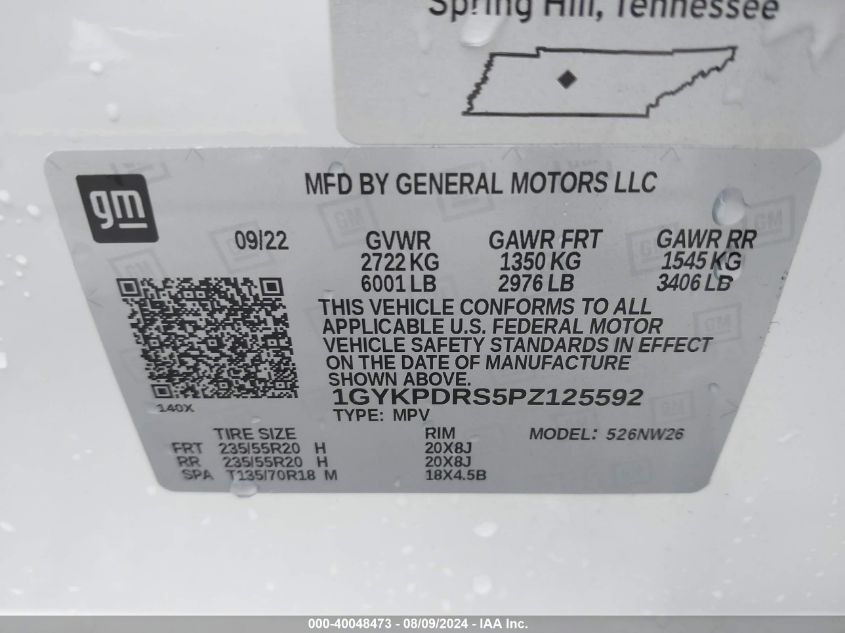 Spring Hill, Tennessee
gm
MFD BY GENERAL MOTORS LLC
09/22 GVWR GAWR FRT GAWR RR
2722 KG 1350 KG 1545 KG
6001 LB 2976 LB 3406 LB
THIS VEHICLE CONFORMS TO ALL
APPLICABLE U.S. FEDERAL MOTOR
VEHICLE SAFETY STANDARDS IN EFFECT
ON THE DATE OF MANUFACTURE
SHOWN ABOVE.
1GYKPDRS5PZ125592
140X
TYPE: MPV
TIRE SIZE RIM MODEL: 526NW26
FRT 235/55R20 H 20X8J
RR 235/55R20 H 20X8J
SPA T135/70R18 M 18X4.5B
000-40048473 - 08/09/2024 - IAA Inc.